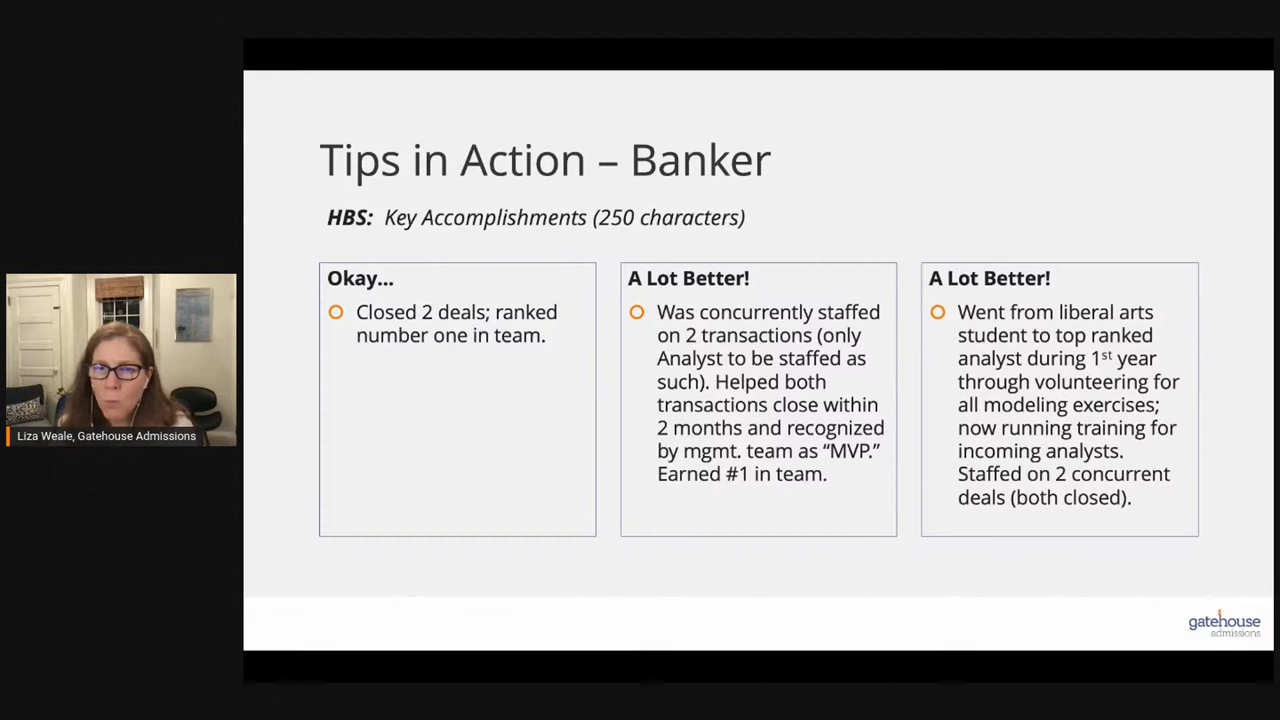 Tips in Action – Banker
HBS: Key Accomplishments (250 characters)
Okay...
Closed 2 deals; ranked
number one in team.
A Lot Better!
Was concurrently staffed
on 2 transactions (only
Analyst to be staffed as
such). Helped both
transactions close within
2 months and recognized
by mgmt. team as “MVP.”
Earned #1 in team.
A Lot Better!
Went from liberal arts
student to top ranked
analyst during 1st year
through volunteering for
all modeling exercises;
now running training for
incoming analysts.
Staffed on 2 concurrent
deals (both closed).
Liza Weale, Gatehouse Admissions
gatehouse
admissions